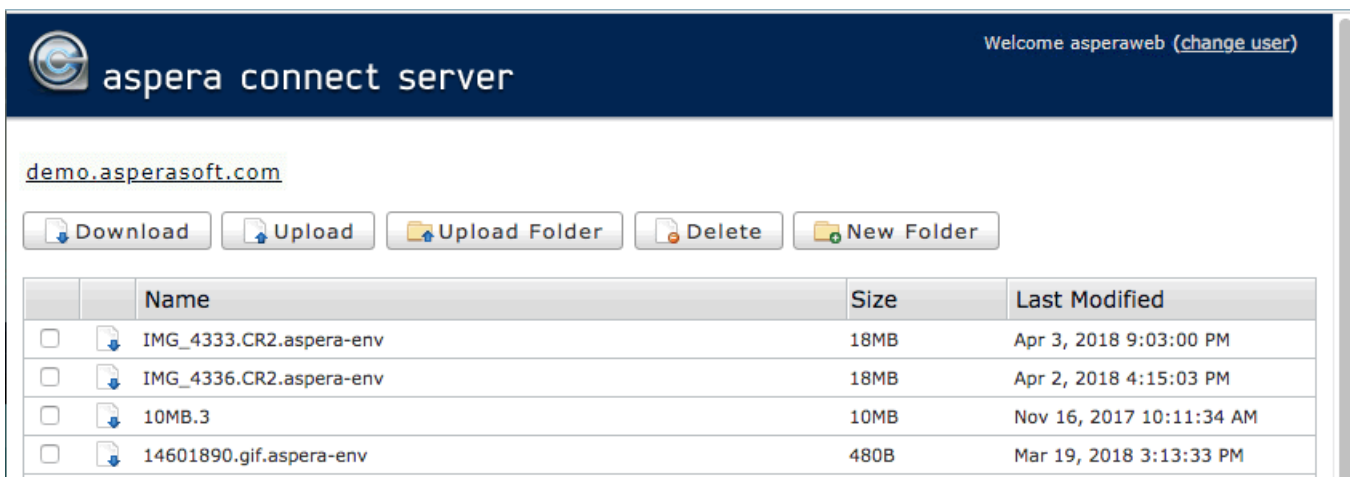 aspera connect server
Welcome asperaweb (change user)
demo.asperasoft.com
Download Upload Upload Folder Delete New Folder
Name Size Last Modified
IMG_4333.CR2.aspera-env 18MB Apr 3, 2018 9:03:00 PM
IMG_4336.CR2.aspera-env 18MB Apr 2, 2018 4:15:03 PM
10MB.3 10MB Nov 16, 2017 10:11:34 AM
14601890.gif.aspera-env 480B Mar 19, 2018 3:13:33 PM